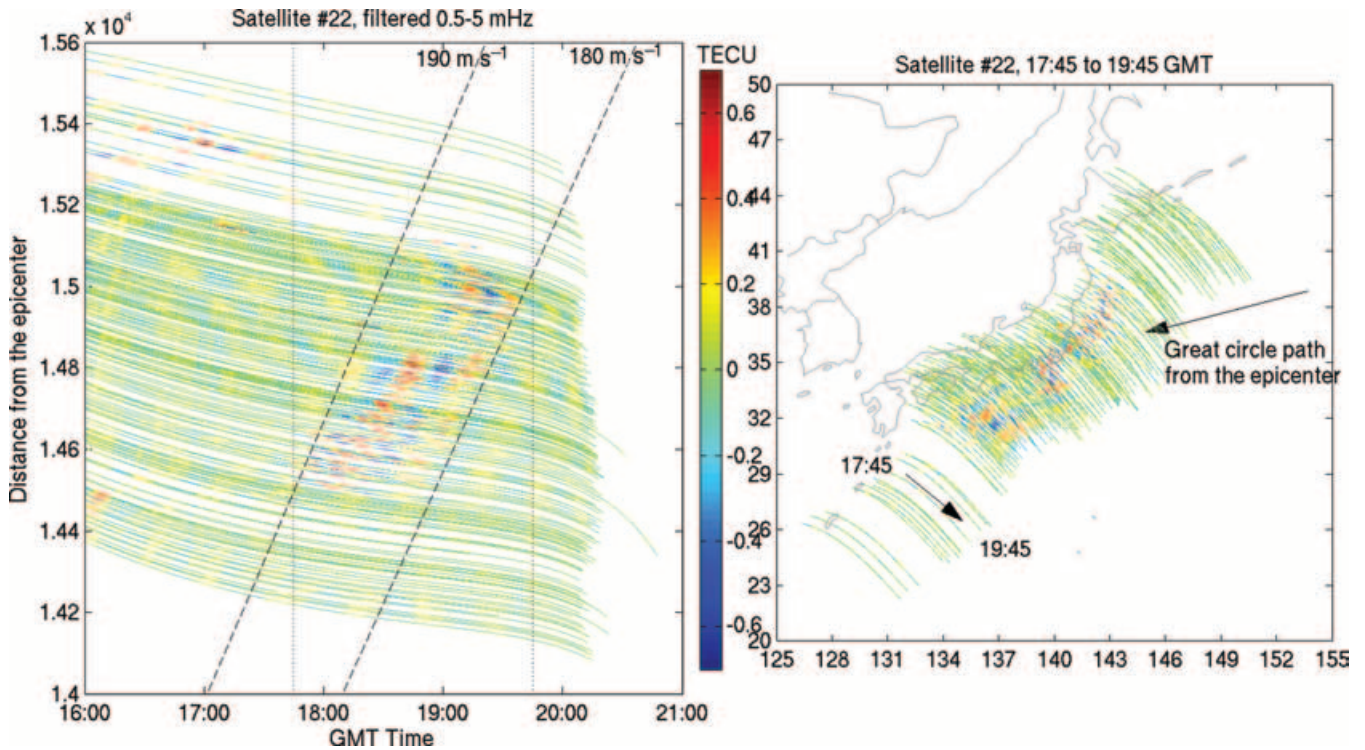 Satellite #22, filtered 0.5-5 mHz
x 10⁴
190 m s⁻¹
180 m s⁻¹
1.56
1.54
1.52
1.5
1.48
1.46
1.44
1.42
1.4
Distance from the epicenter
16:00 17:00 18:00 19:00 20:00 21:00
GMT Time
TECU
0.6
0.4
0.2
0
-0.2
-0.4
-0.6
Satellite #22, 17:45 to 19:45 GMT
50
47
44
41
38
35
32
29
26
23
20
125 128 131 134 137 140 143 146 149 152 155
Great circle path
from the epicenter
17:45
19:45